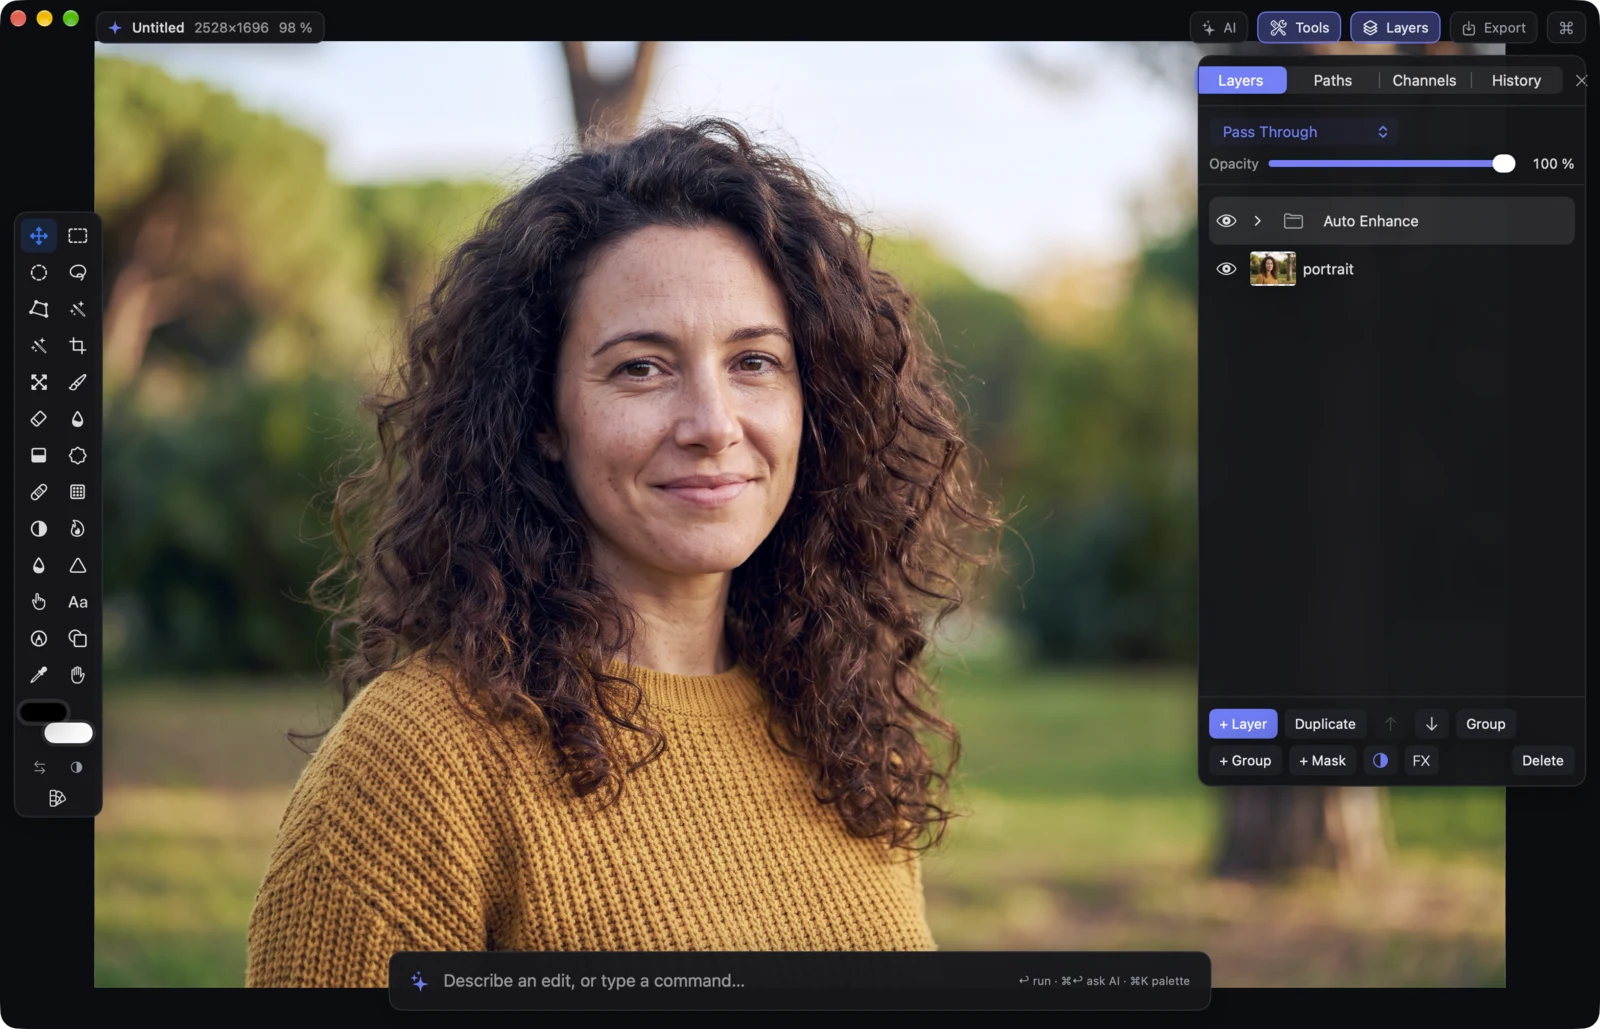 Untitled 2528×1696 98 %
AI Tools Layers Export ⌘
Layers Paths Channels History
Pass Through
Opacity 100 %
Auto Enhance
portrait
Aa
+ Layer Duplicate ↑ ↓ Group
+ Group + Mask FX Delete
Describe an edit, or type a command... ↩ run · ⌘↩ ask AI · ⌘K palette